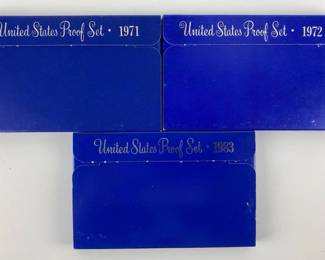 United States Proof Set · 1971
United States Proof Set · 1972
United States Proof Set · 1983